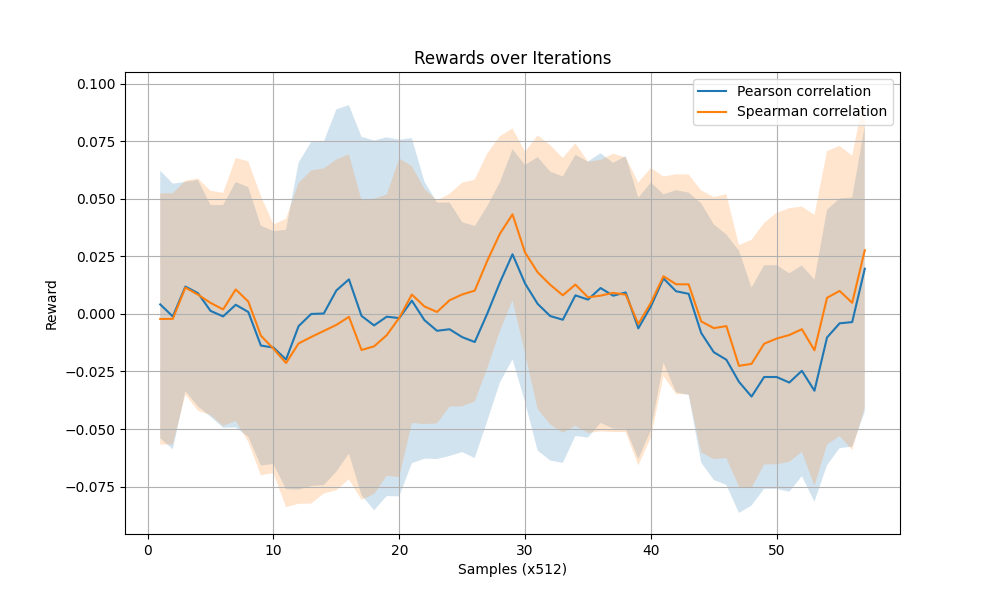 Rewards over Iterations
Pearson correlation
Spearman correlation
Reward
0.100
0.075
0.050
0.025
0.000
−0.025
−0.050
−0.075
0 10 20 30 40 50
Samples (x512)